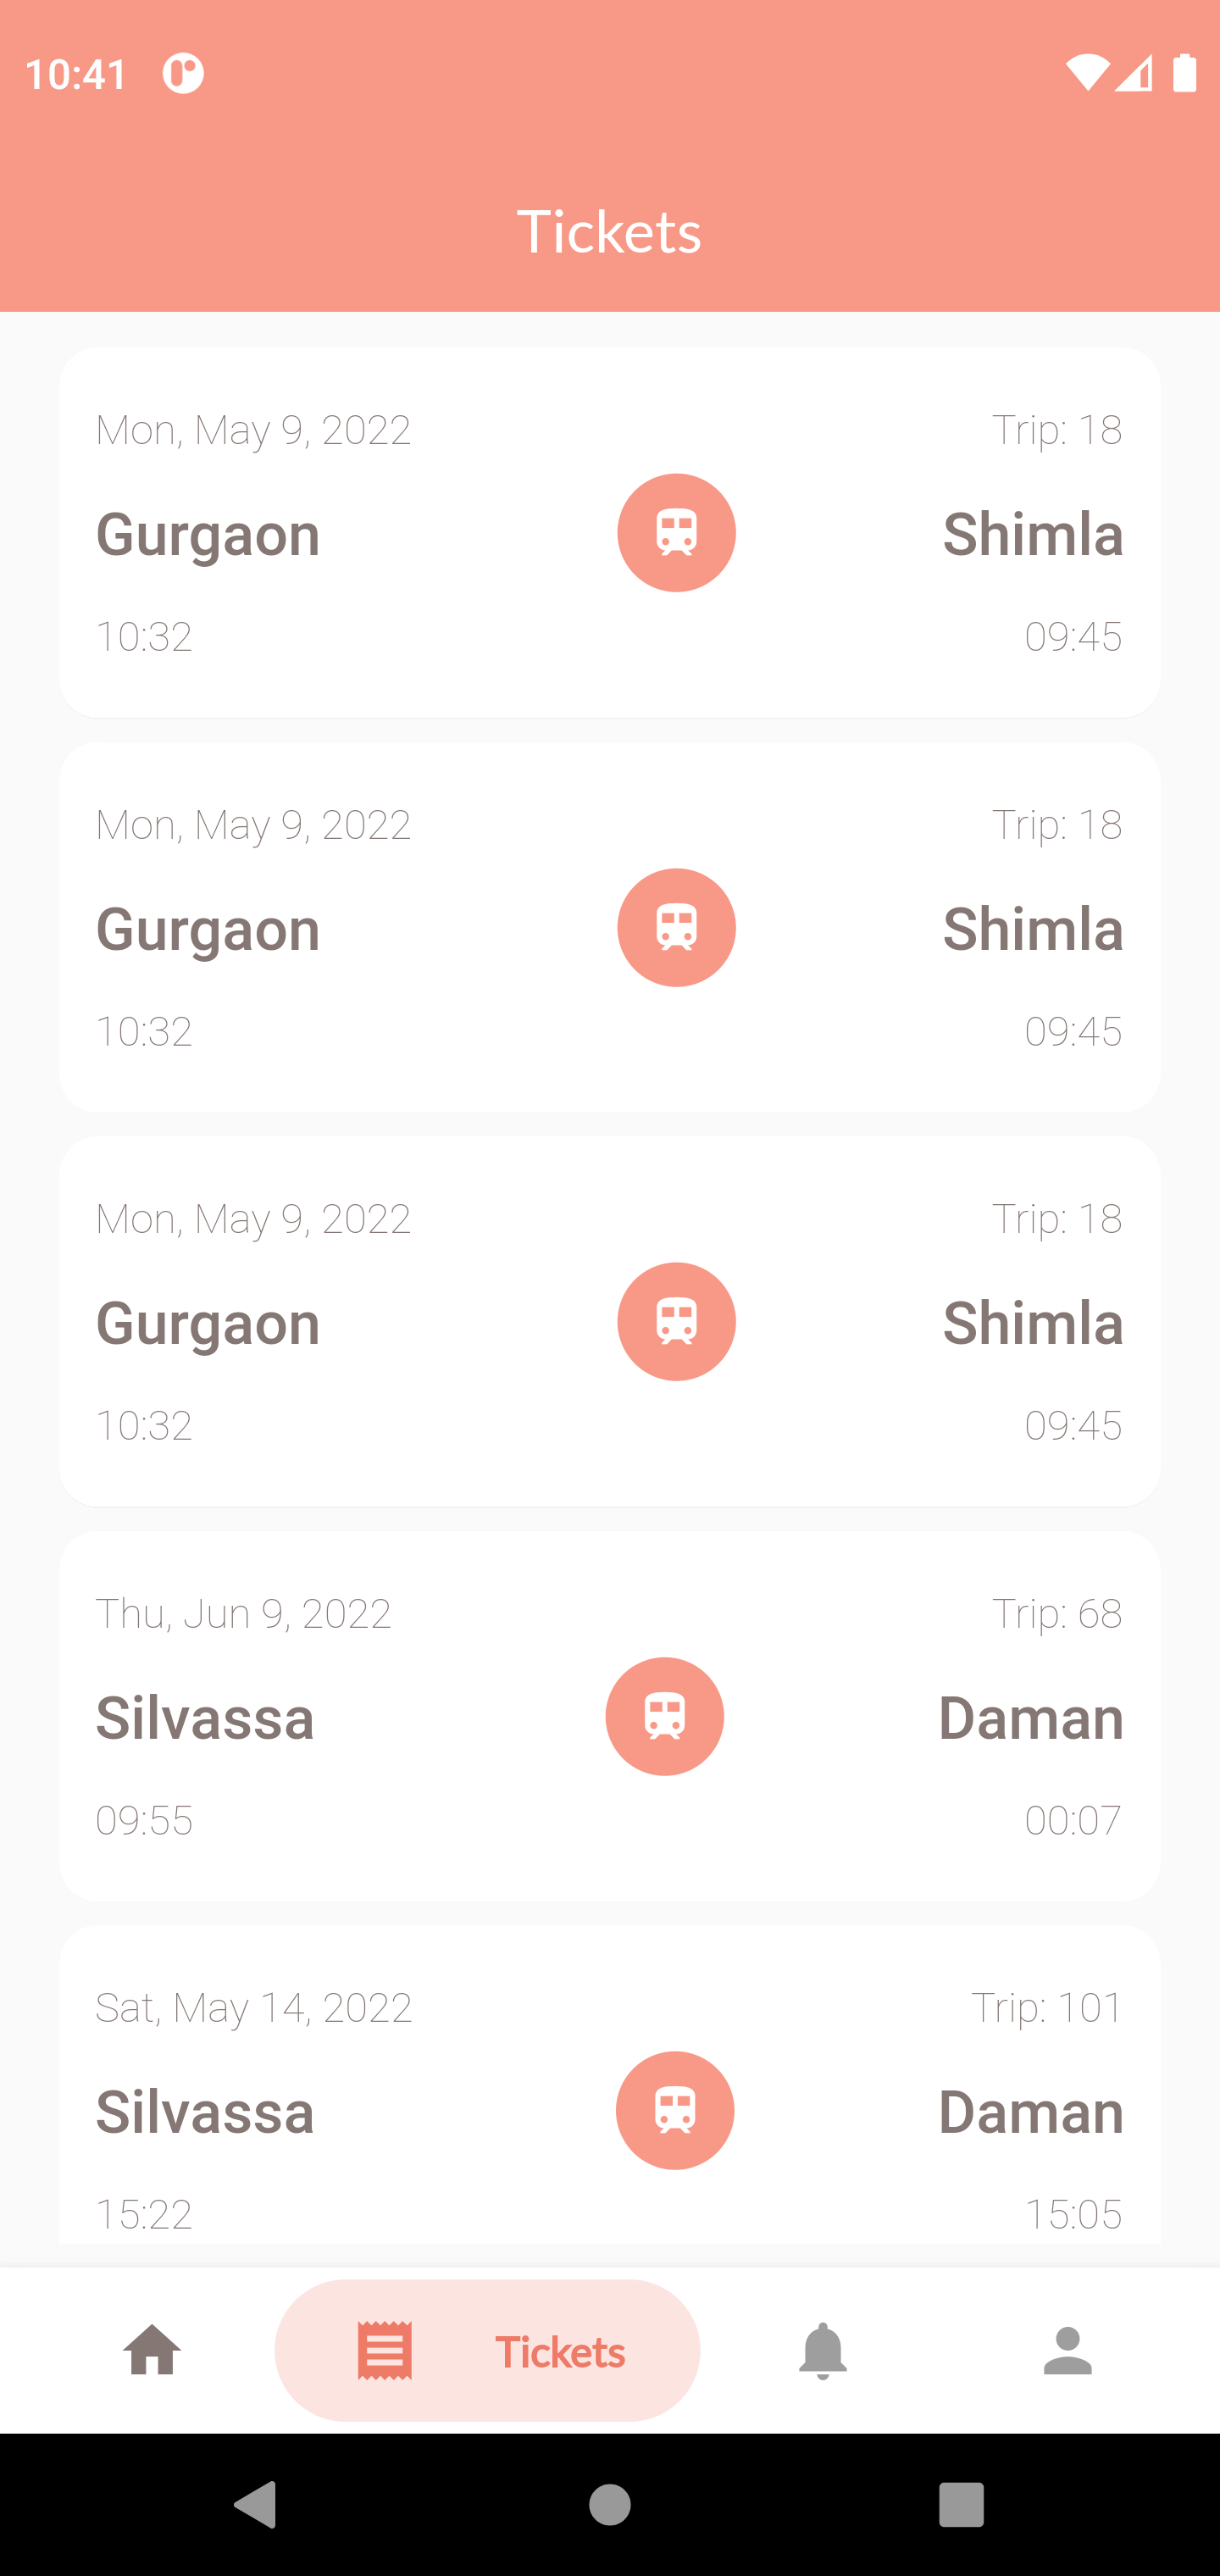 10:41
Tickets
Mon, May 9, 2022 Trip: 18
Gurgaon Shimla
10:32 09:45
Mon, May 9, 2022 Trip: 18
Gurgaon Shimla
10:32 09:45
Mon, May 9, 2022 Trip: 18
Gurgaon Shimla
10:32 09:45
Thu, Jun 9, 2022 Trip: 68
Silvassa Daman
09:55 00:07
Sat, May 14, 2022 Trip: 101
Silvassa Daman
15:22 15:05
Tickets